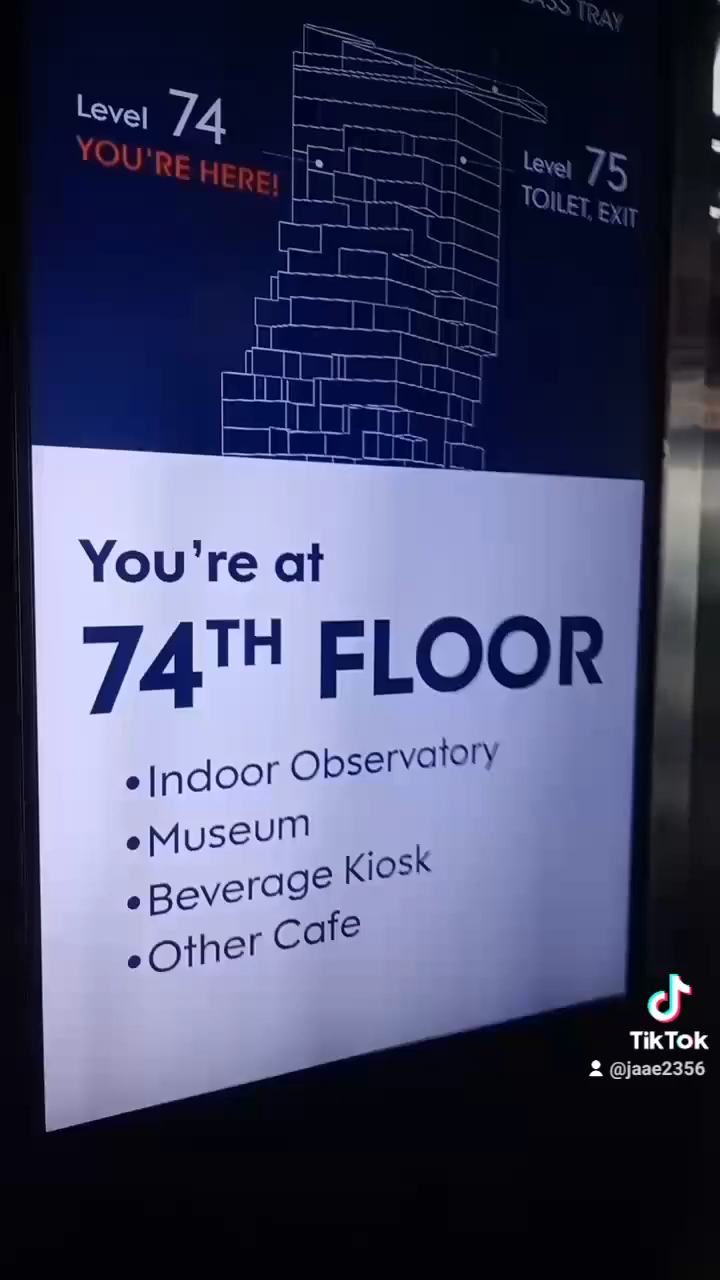 TRAY
Level 74
YOU'RE HERE!
Level 75
TOILET, EXIT
You're at
74TH FLOOR
•Indoor Observatory
•Museum
•Beverage Kiosk
•Other Cafe
TikTok
@jaae2356